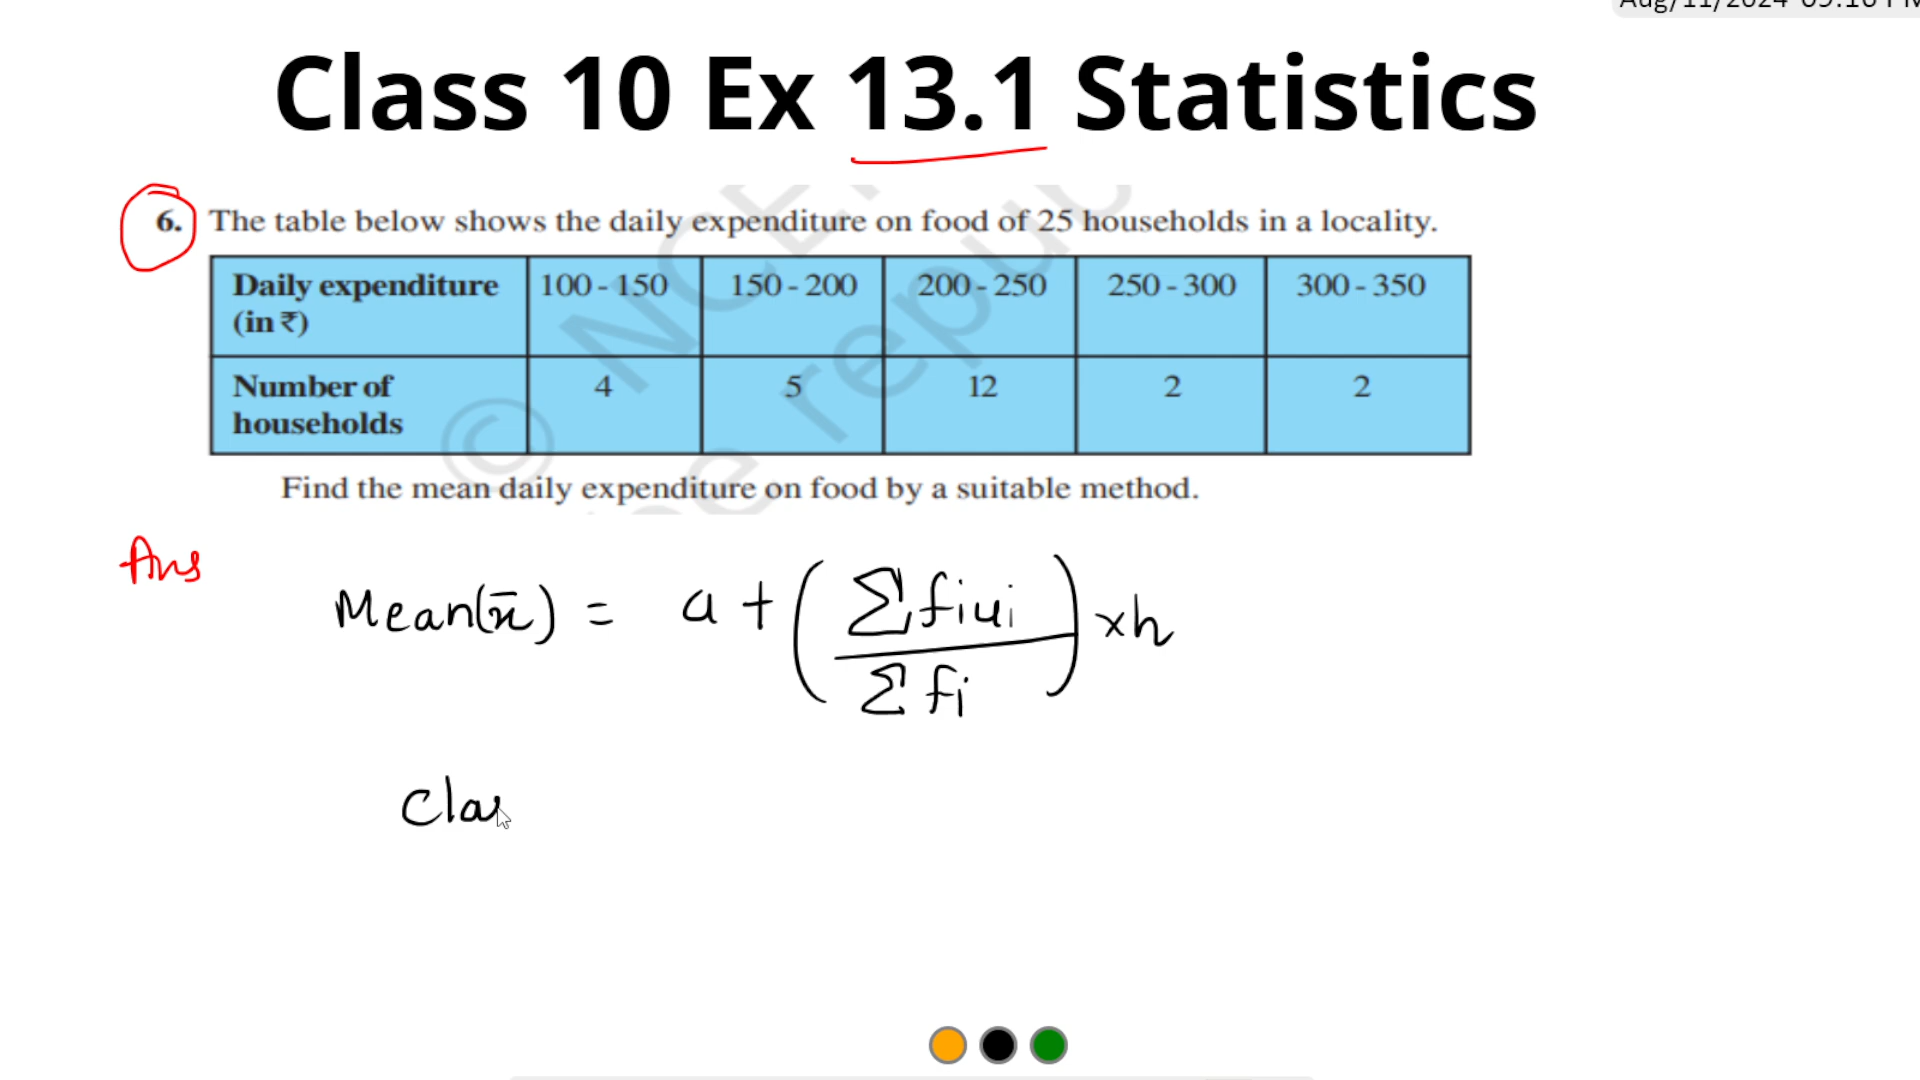 Class 10 Ex 13.1 Statistics
6. The table below shows the daily expenditure on food of 25 households in a locality.
Daily expenditure (in ₹) 100 - 150 150 - 200 200 - 250 250 - 300 300 - 350
Number of households 4 5 12 2 2
Find the mean daily expenditure on food by a suitable method.
Ans
Mean(x̄) = a + (Σfiui / Σfi) × h
Clas